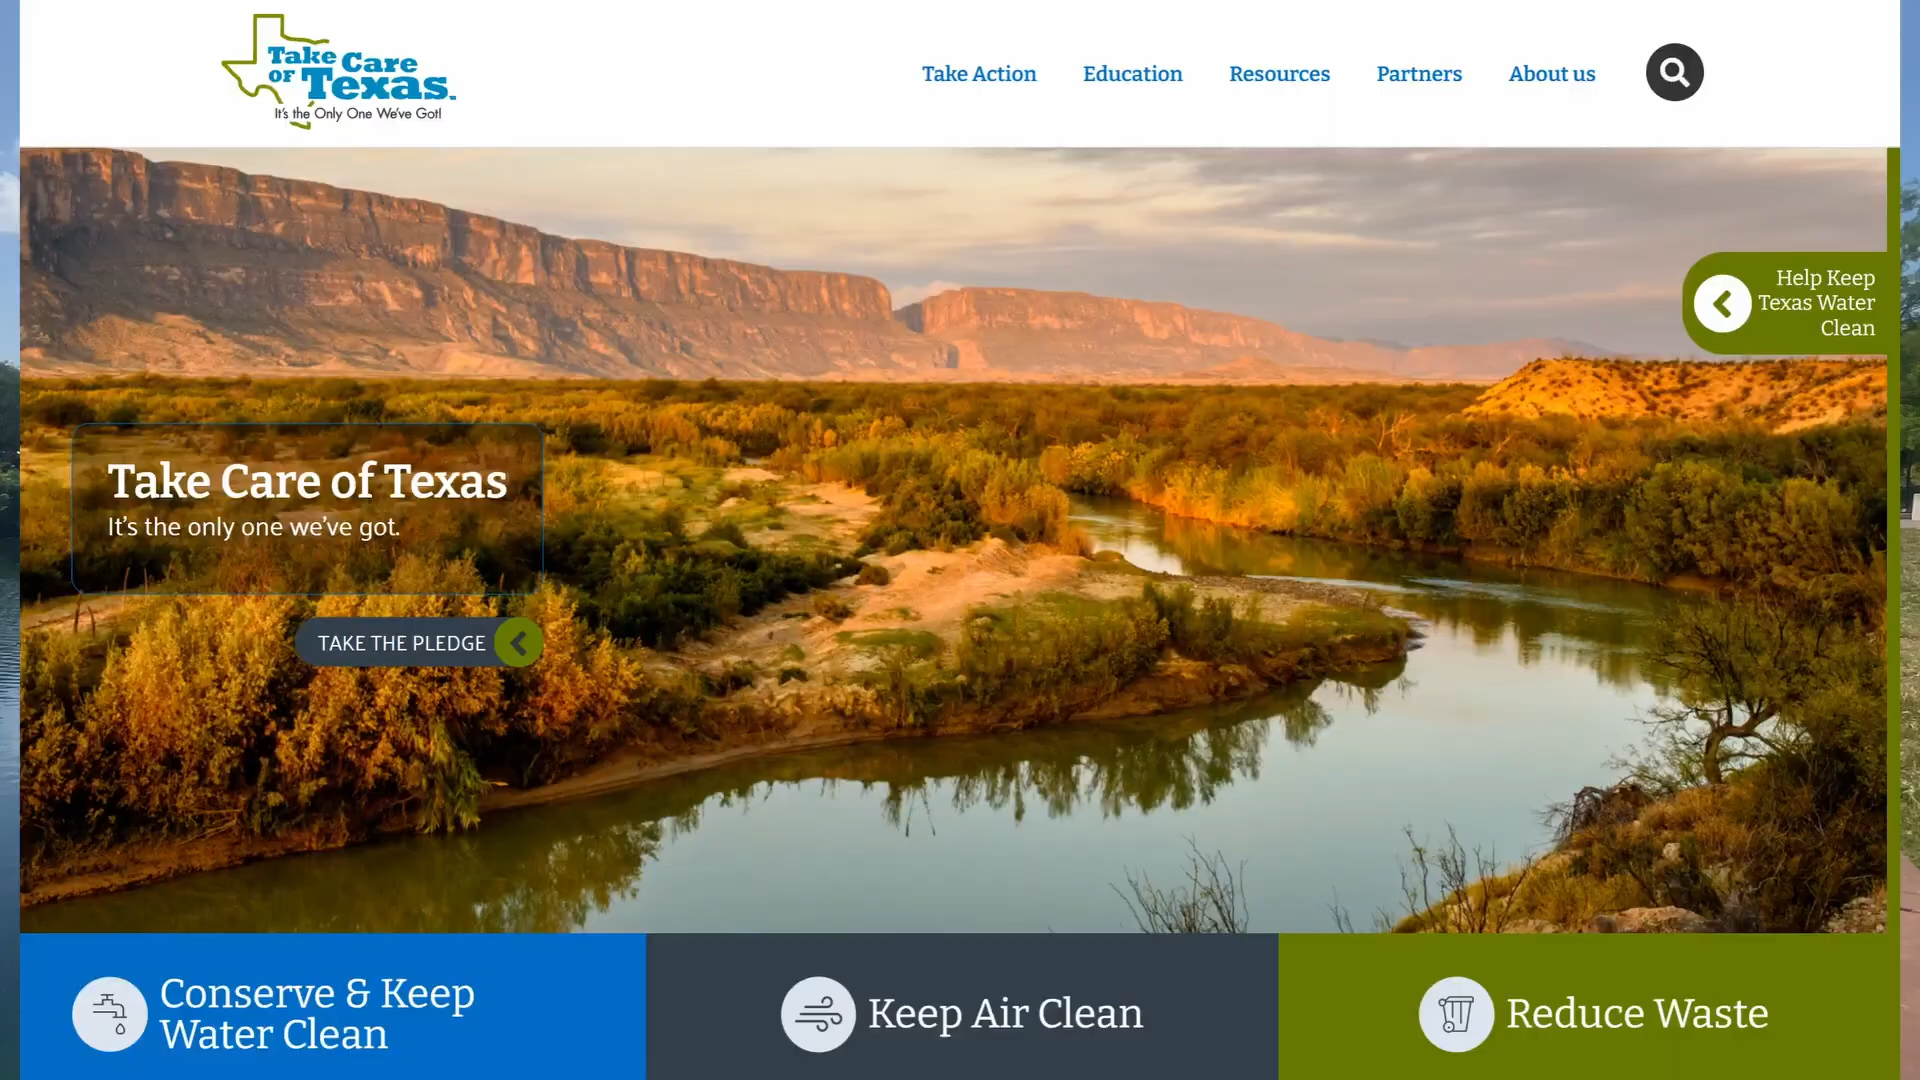 Take Care
OF Texas™
It's the Only One We've Got!
Take Action
Education
Resources
Partners
About us
Help Keep
Texas Water
Clean
Take Care of Texas
It's the only one we've got.
TAKE THE PLEDGE
Conserve & Keep
Water Clean
Keep Air Clean
Reduce Waste